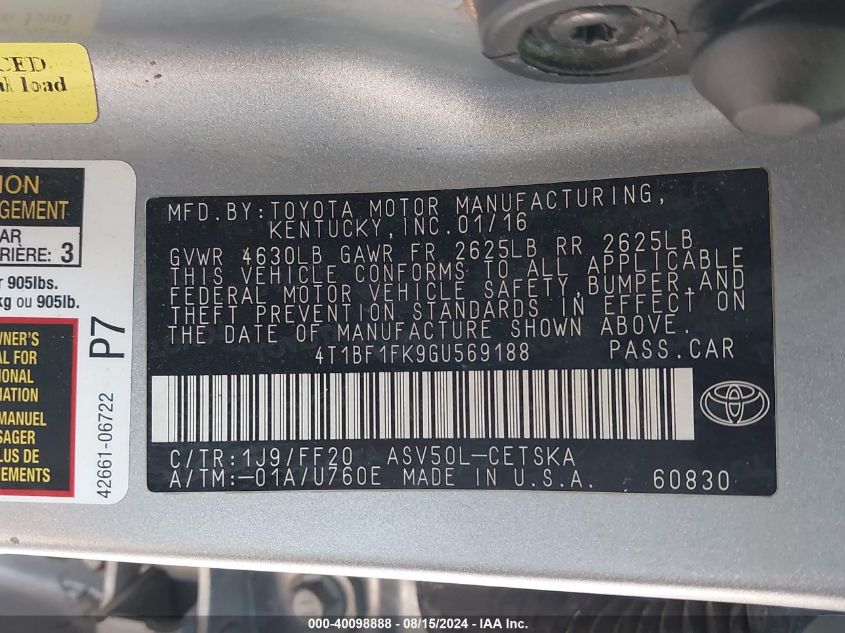 CED
al load
ION
GEMENT
AR
RIÈRE: 3
r 905lbs.
kg ou 905lb.
WNER'S
AL FOR
TIONAL
MATION
MANUEL
SAGER
LUS DE
EMENTS
P7
42661-06722
MFD.BY:TOYOTA MOTOR MANUFACTURING,
KENTUCKY,INC.01/16
GVWR 4630LB GAWR FR 2625LB RR 2625LB
THIS VEHICLE CONFORMS TO ALL APPLICABLE
FEDERAL MOTOR VEHICLE SAFETY,BUMPER,AND
THEFT PREVENTION STANDARDS IN EFFECT ON
THE DATE OF MANUFACTURE SHOWN ABOVE.
4T1BF1FK9GU569188 PASS.CAR
C/TR:1J9/FF20 ASV50L-CETSKA
A/TM:-01A/U760E MADE IN U.S.A. 60830
000-40098888 - 08/15/2024 - IAA Inc.